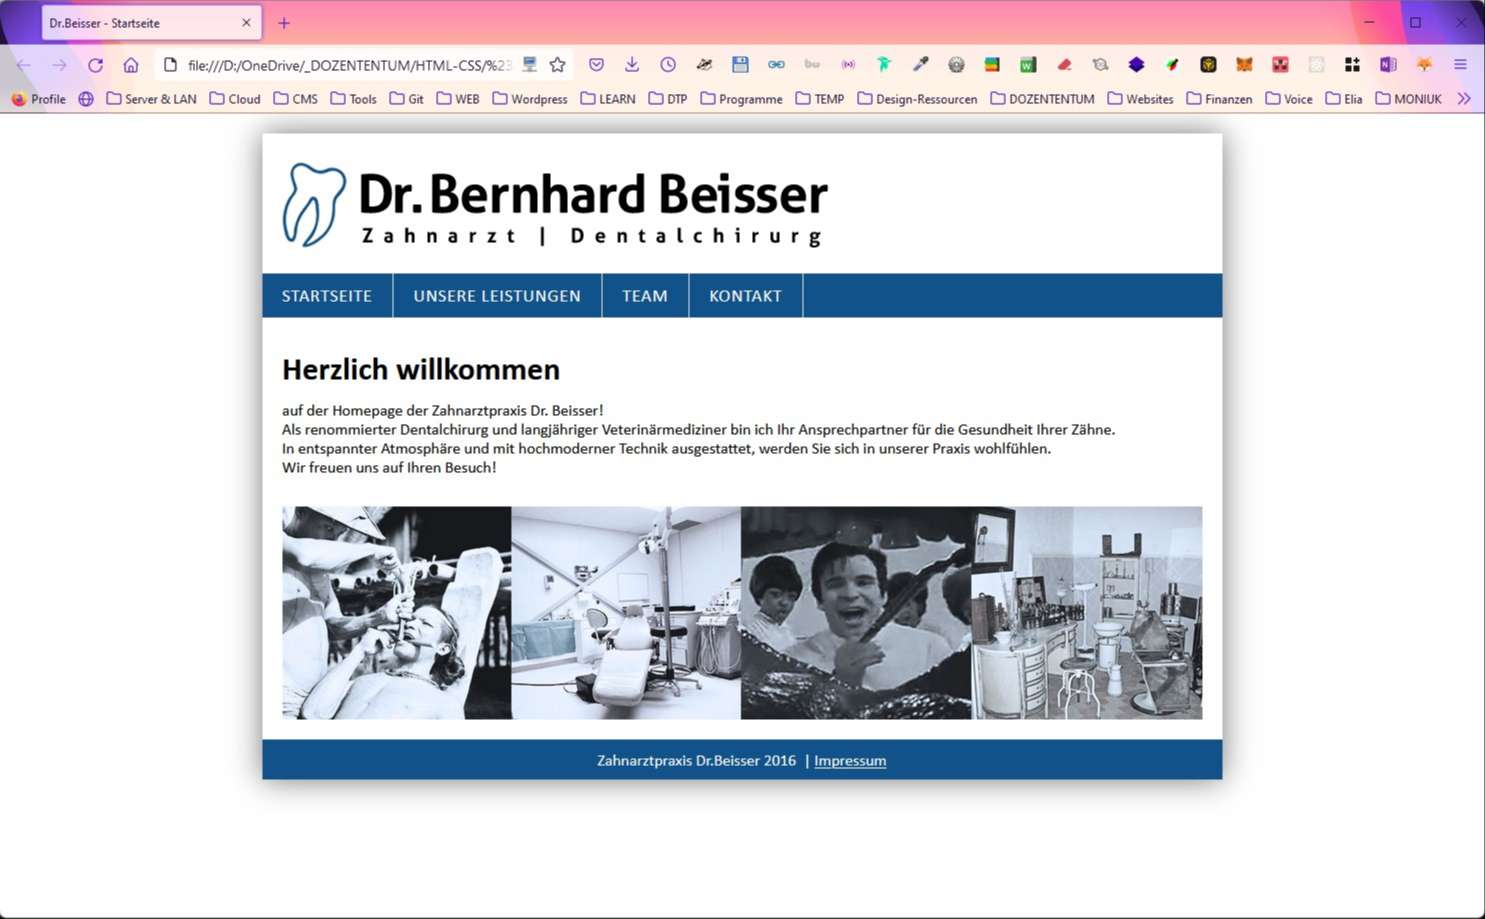 Dr.Beisser - Startseite
file:///D:/OneDrive/_DOZENTENTUM/HTML-CSS/%23
Profile Server & LAN Cloud CMS Tools Git WEB Wordpress LEARN DTP Programme TEMP Design-Ressourcen DOZENTENTUM Websites Finanzen Voice Elia MONIUK
Dr. Bernhard Beisser
Zahnarzt | Dentalchirurg
STARTSEITE UNSERE LEISTUNGEN TEAM KONTAKT
Herzlich willkommen
auf der Homepage der Zahnarztpraxis Dr. Beisser!
Als renommierter Dentalchirurg und langjähriger Veterinärmediziner bin ich Ihr Ansprechpartner für die Gesundheit Ihrer Zähne.
In entspannter Atmosphäre und mit hochmoderner Technik ausgestattet, werden Sie sich in unserer Praxis wohlfühlen.
Wir freuen uns auf Ihren Besuch!
Zahnarztpraxis Dr.Beisser 2016 | Impressum